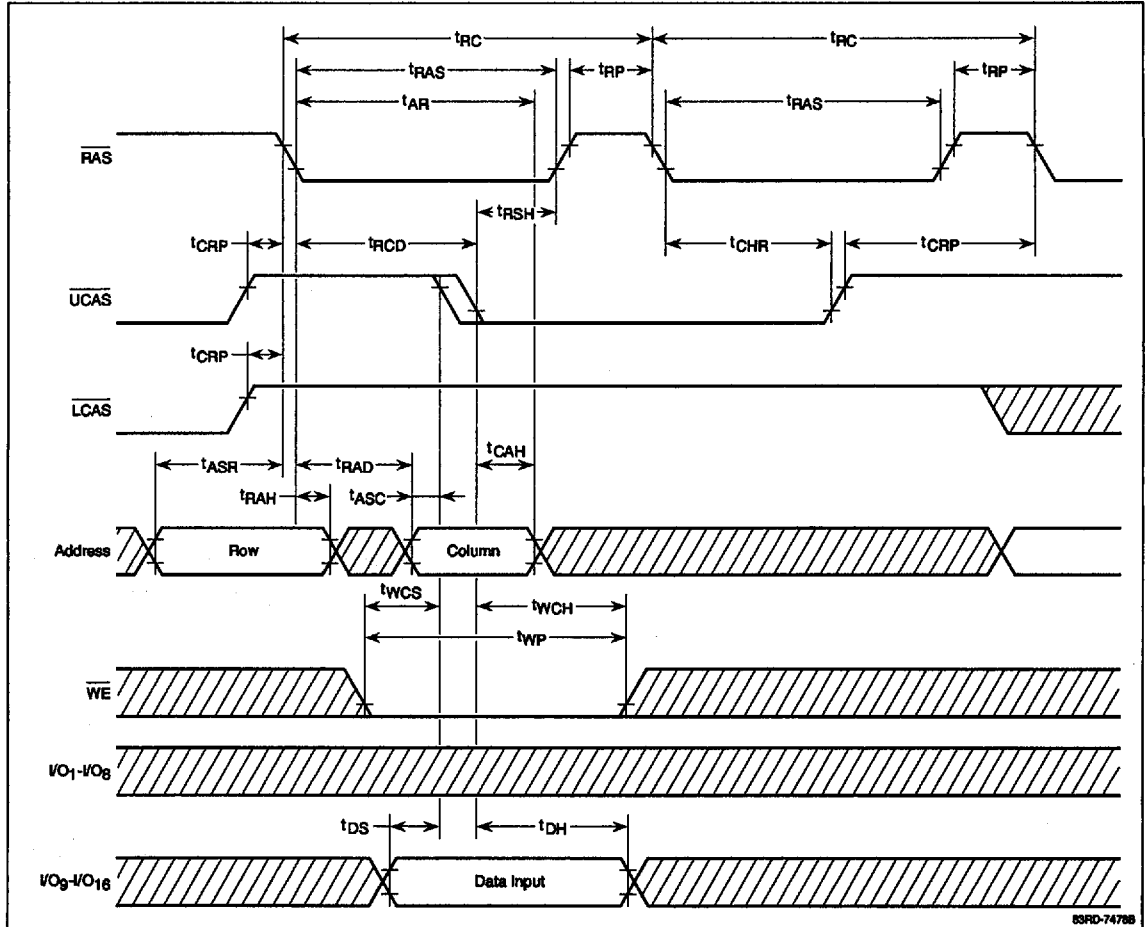 tRC tRC
tRAS tRP tRP
tAR tRAS
RAS
tRSH
tCRP tRCD tCHR tCRP
UCAS
tCRP
LCAS
tCAH
tASR tRAD
tRAH tASC
Address Row Column
tWCS tWCH
tWP
WE
I/O1-I/O8
tDS tDH
I/O9-I/O16 Data Input
83RD-7478B